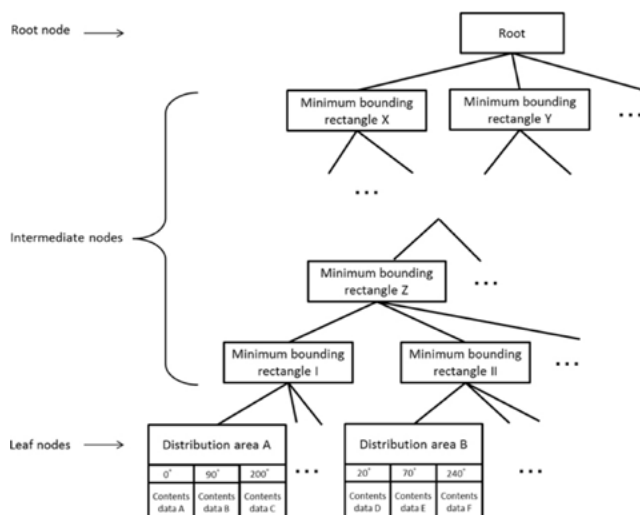 Root node
Root
Minimum bounding
rectangle X
Minimum bounding
rectangle Y
...
...
Intermediate nodes
Minimum bounding
rectangle Z
...
Minimum bounding
rectangle I
Minimum bounding
rectangle II
...
Leaf nodes
Distribution area A
...
Distribution area B
...
0° 90° 200°
20° 70° 240°
Contents
data A
Contents
data B
Contents
data C
Contents
data D
Contents
data E
Contents
data F